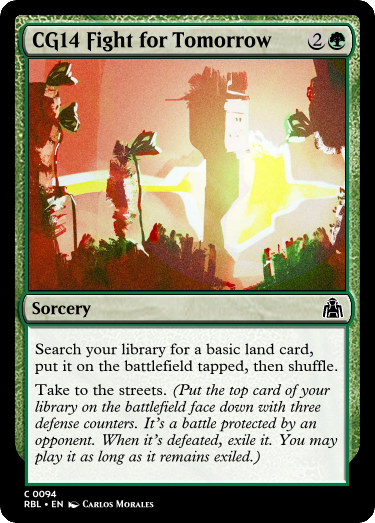 CG14 Fight for Tomorrow 2
Sorcery
Search your library for a basic land card,
put it on the battlefield tapped, then shuffle.
Take to the streets. (Put the top card of your
library on the battlefield face down with three
defense counters. It's a battle protected by an
opponent. When it's defeated, exile it. You may
play it as long as it remains exiled.)
C 0094
RBL • EN Carlos Morales